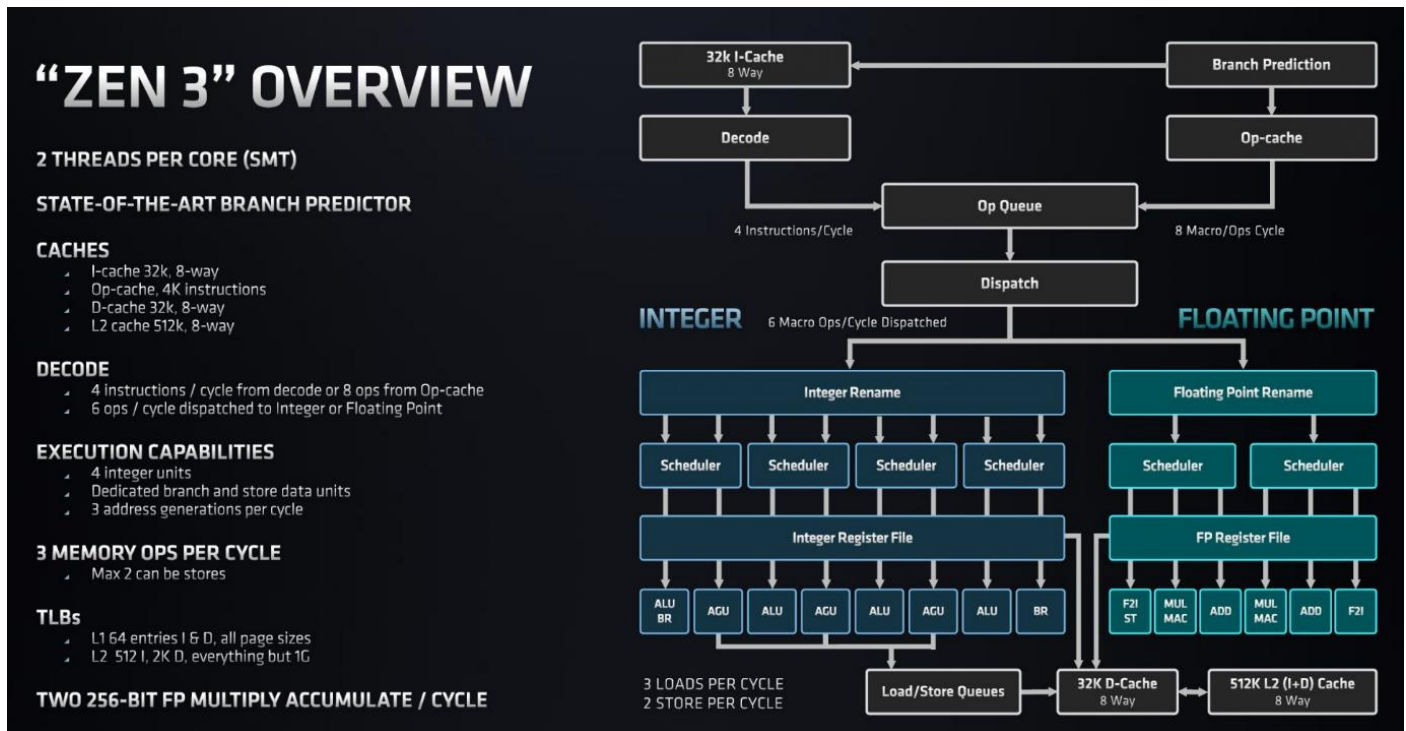 “ZEN 3” OVERVIEW
2 THREADS PER CORE (SMT)
STATE-OF-THE-ART BRANCH PREDICTOR
CACHES
I-cache 32k, 8-way
Op-cache, 4K instructions
D-cache 32k, 8-way
L2 cache 512k, 8-way
DECODE
4 instructions / cycle from decode or 8 ops from Op-cache
6 ops / cycle dispatched to Integer or Floating Point
EXECUTION CAPABILITIES
4 integer units
Dedicated branch and store data units
3 address generations per cycle
3 MEMORY OPS PER CYCLE
Max 2 can be stores
TLBs
L1 64 entries I & D, all page sizes
L2 512 I, 2K D, everything but 1G
TWO 256-BIT FP MULTIPLY ACCUMULATE / CYCLE
32k I-Cache
8 Way
Branch Prediction
Decode
Op-cache
Op Queue
4 Instructions/Cycle
8 Macro/Ops Cycle
Dispatch
INTEGER
6 Macro Ops/Cycle Dispatched
FLOATING POINT
Integer Rename
Floating Point Rename
Scheduler
Scheduler
Scheduler
Scheduler
Scheduler
Scheduler
Integer Register File
FP Register File
ALU
BR
AGU
ALU
AGU
ALU
AGU
ALU
BR
F2I
ST
MUL
MAC
ADD
MUL
MAC
ADD
F2I
3 LOADS PER CYCLE
2 STORE PER CYCLE
Load/Store Queues
32K D-Cache
8 Way
512K L2 (I+D) Cache
8 Way